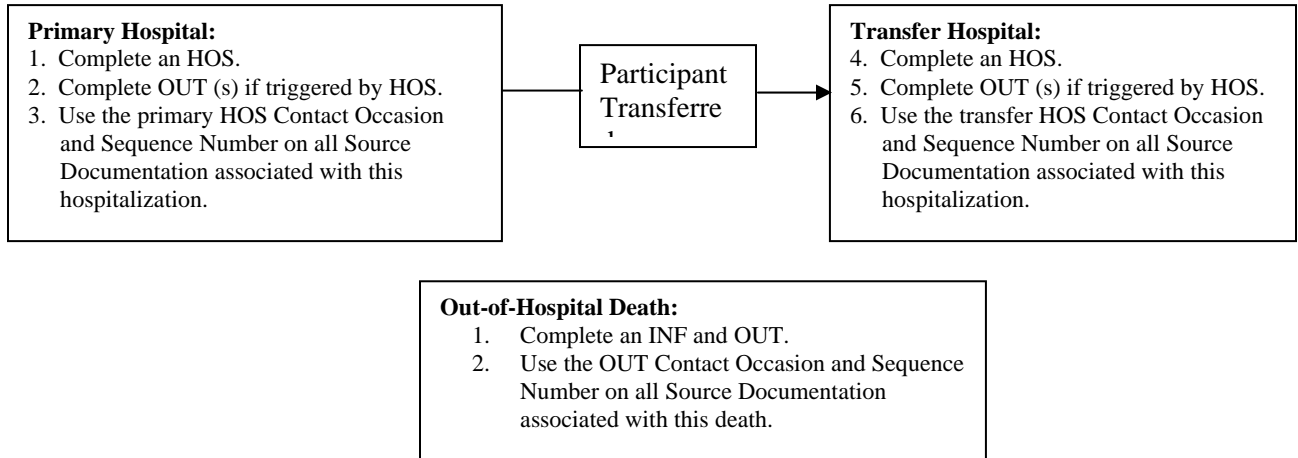 Primary Hospital:
1. Complete an HOS.
2. Complete OUT (s) if triggered by HOS.
3. Use the primary HOS Contact Occasion
and Sequence Number on all Source
Documentation associated with this
hospitalization.
Participant
Transferre
Transfer Hospital:
4. Complete an HOS.
5. Complete OUT (s) if triggered by HOS.
6. Use the transfer HOS Contact Occasion
and Sequence Number on all Source
Documentation associated with this
hospitalization.
Out-of-Hospital Death:
1. Complete an INF and OUT.
2. Use the OUT Contact Occasion and Sequence
Number on all Source Documentation
associated with this death.